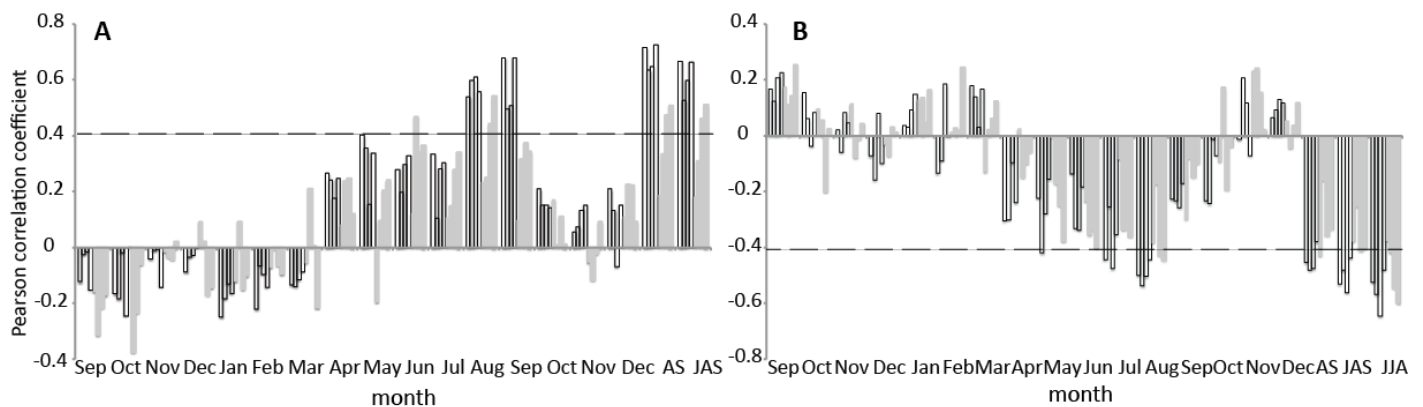 A
B
Pearson correlation coefficient
0.8
0.6
0.4
0.2
0
-0.2
-0.4
Sep Oct Nov Dec Jan Feb Mar Apr May Jun Jul Aug Sep Oct Nov Dec AS JAS
month
0.4
0.2
0
-0.2
-0.4
-0.6
-0.8
Sep Oct Nov Dec Jan Feb Mar Apr May Jun Jul Aug Sep Oct Nov Dec AS JAS JJA
month